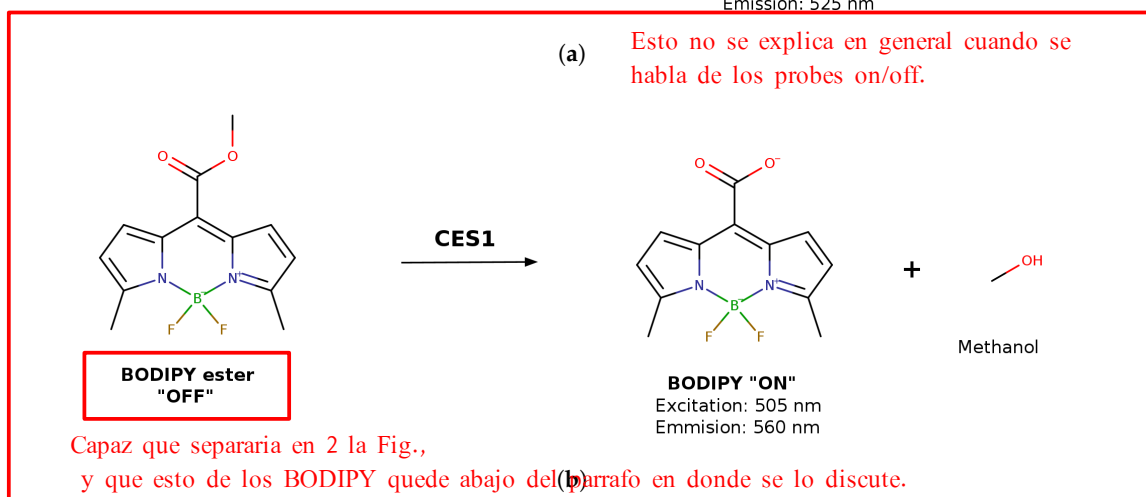 Emission: 525 nm
(a)
Esto no se explica en general cuando se
habla de los probes on/off.
O
O
O
O⁻
CES1
+
OH
N
N⁺
B⁻
F
F
N
N⁺
B⁻
F
F
Methanol
BODIPY ester
"OFF"
BODIPY "ON"
Excitation: 505 nm
Emmision: 560 nm
Capaz que separaria en 2 la Fig.,
y que esto de los BODIPY quede abajo del parrafo en donde se lo discute.
(b)